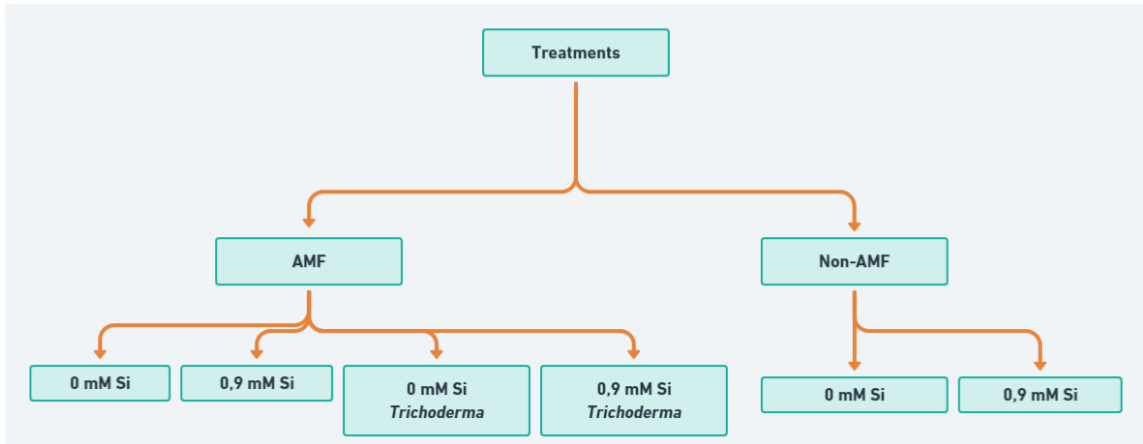 Treatments
AMF
Non-AMF
0 mM Si
0,9 mM Si
0 mM Si
Trichoderma
0,9 mM Si
Trichoderma
0 mM Si
0,9 mM Si